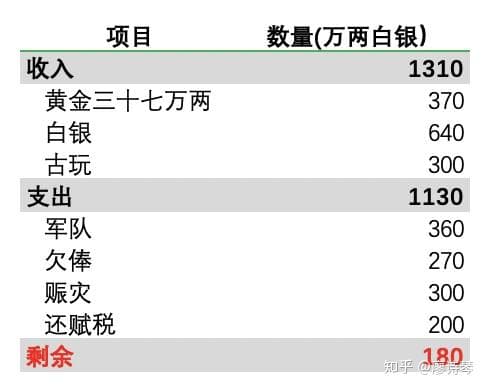 项目 数量(万两白银)
收入 1310
黄金三十七万两 370
白银 640
古玩 300
支出 1130
军队 360
欠俸 270
赈灾 300
还赋税 200
剩余 180
知乎 @廖诗琴